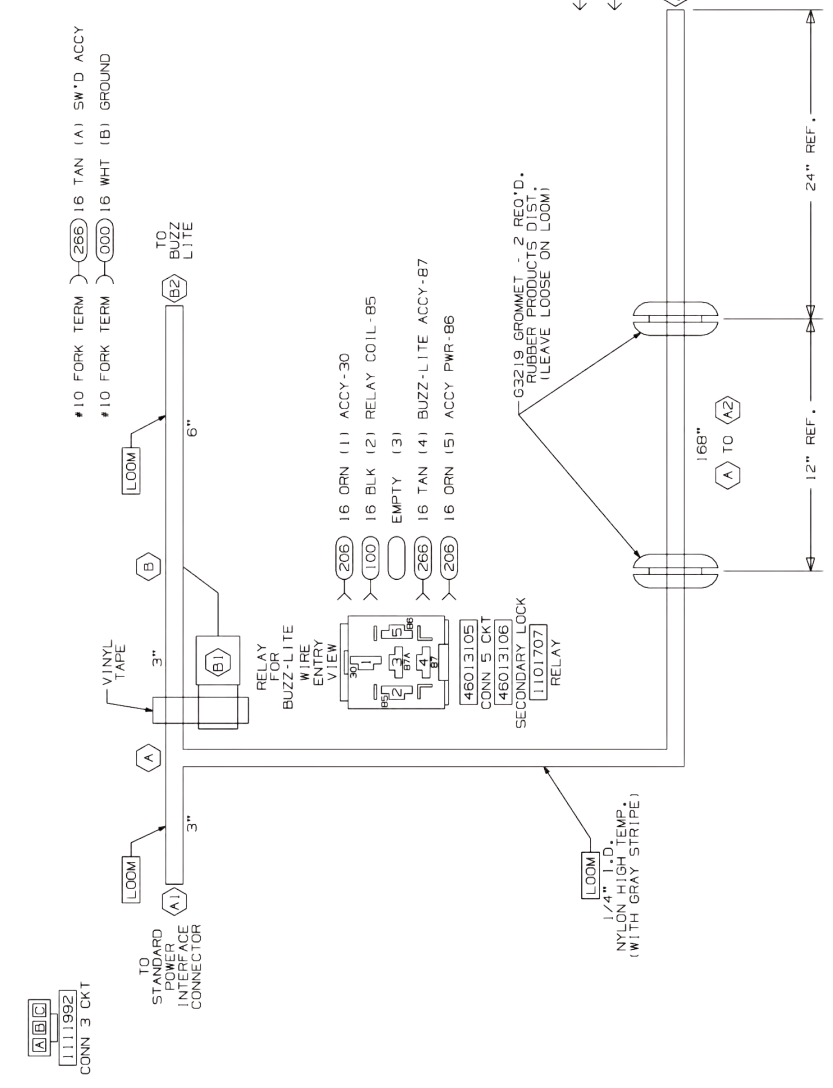 #10 FORK TERM 266 16 TAN (A) SW'D ACCY
#10 FORK TERM 000 16 WHT (B) GROUND
A B C
1111992
CONN 3 CKT
TO
STANDARD
POWER
INTERFACE
CONNECTOR
A1
LOOM
3"
A
VINYL
TAPE
3"
B
B1
LOOM
6"
B2
TO
BUZZ
LITE
RELAY
FOR
BUZZ-LITE
WIRE
ENTRY
VIEW
30
1
85
2
3
87A
5
86
4
87
206 16 ORN (1) ACCY-30
100 16 BLK (2) RELAY COIL-85
EMPTY (3)
266 16 TAN (4) BUZZ-LITE ACCY-87
206 16 ORN (5) ACCY PWR-86
46013105
CONN 5 CKT
46013106
SECONDARY LOCK
1101707
RELAY
G3219 GROMMET - 2 REQ'D.
RUBBER PRODUCTS DIST.
(LEAVE LOOSE ON LOOM)
LOOM
1/4" I.D.
NYLON HIGH TEMP.
(WITH GRAY STRIPE)
168"
A TO A2
12" REF.
24" REF.